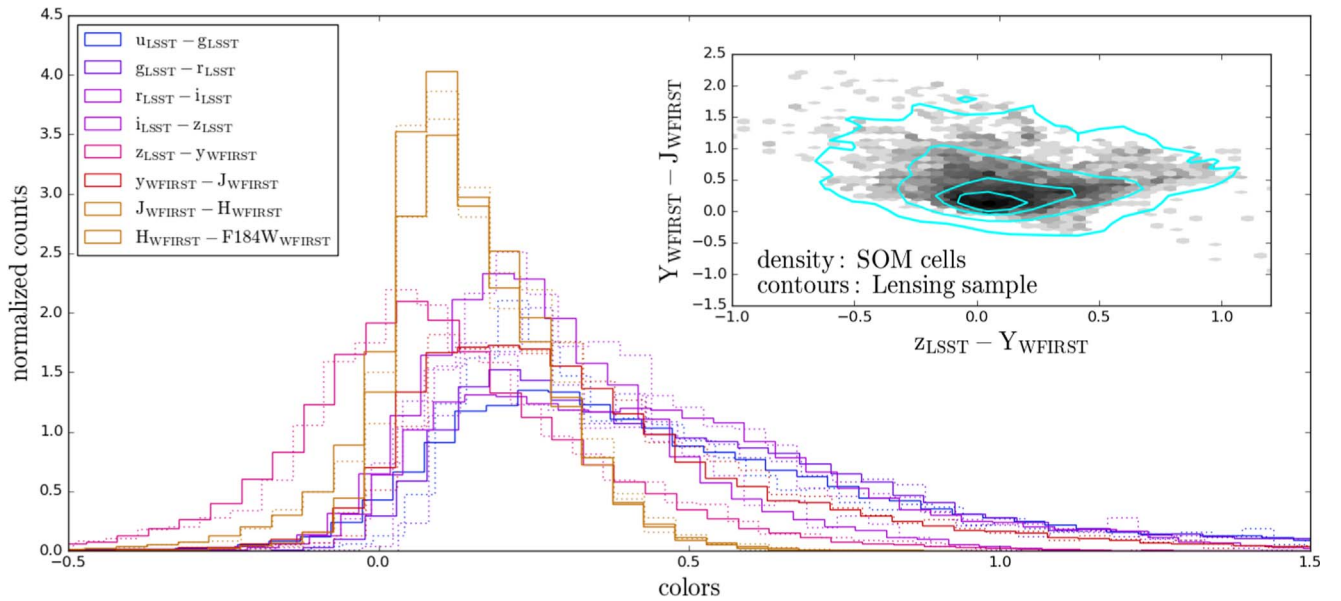 4.5
4.0
3.5
3.0
2.5
2.0
1.5
1.0
0.5
0.0
normalized counts
u_LSST − g_LSST
g_LSST − r_LSST
r_LSST − i_LSST
i_LSST − z_LSST
z_LSST − y_WFIRST
y_WFIRST − J_WFIRST
J_WFIRST − H_WFIRST
H_WFIRST − F184W_WFIRST
−0.5 0.0 0.5 1.0 1.5
colors
2.5
2.0
1.5
1.0
0.5
0.0
−0.5
−1.0
−1.5
Y_WFIRST − J_WFIRST
density: SOM cells
contours: Lensing sample
−1.0 −0.5 0.0 0.5 1.0
z_LSST − Y_WFIRST